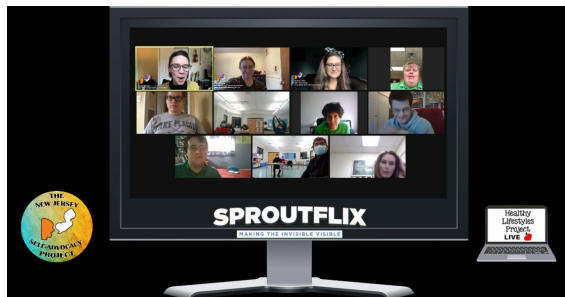 SPROUTFLIX
MAKING THE INVISIBLE VISIBLE
THE
NEW JERSEY
SELF-ADVOCACY
PROJECT
Healthy
Lifestyles
Project
LIVE